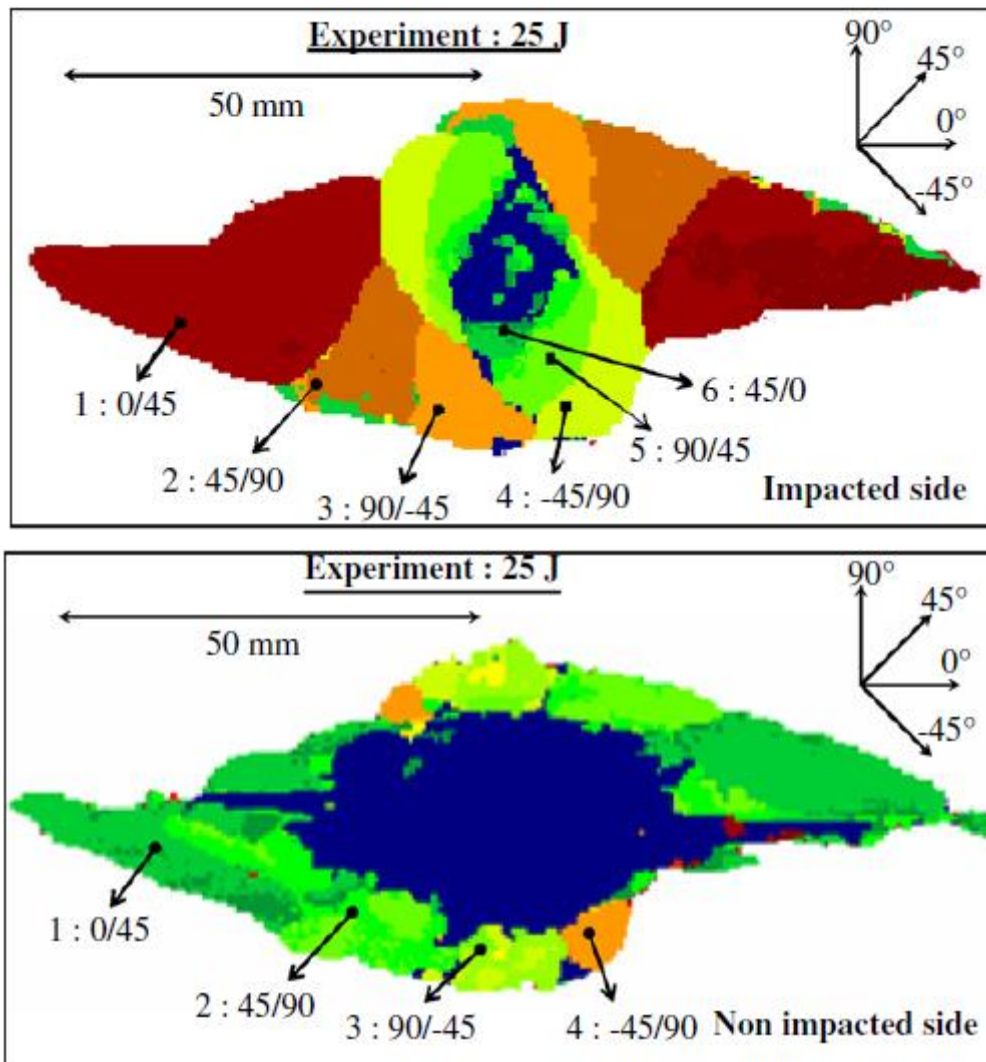 Experiment : 25 J
50 mm
90°
45°
0°
-45°
1 : 0/45
2 : 45/90
3 : 90/-45
4 : -45/90
5 : 90/45
6 : 45/0
Impacted side
Experiment : 25 J
50 mm
90°
45°
0°
-45°
1 : 0/45
2 : 45/90
3 : 90/-45
4 : -45/90
Non impacted side